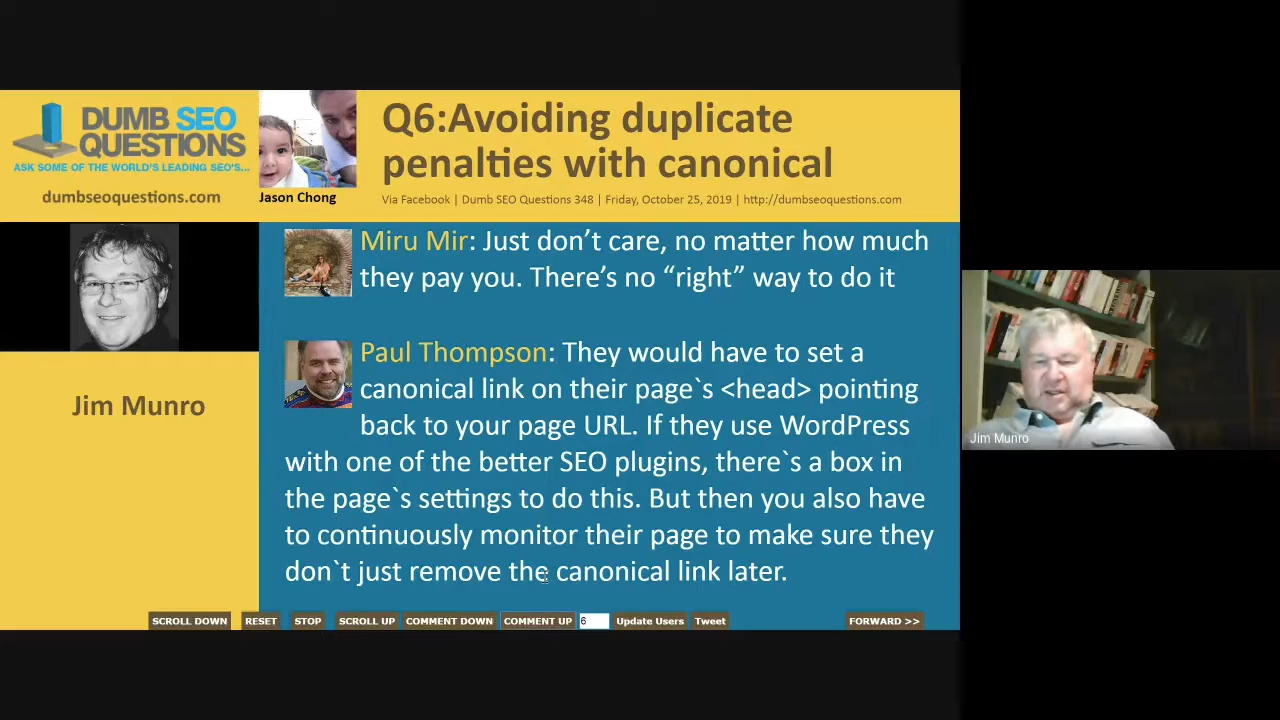 DUMB SEO
QUESTIONS
ASK SOME OF THE WORLD'S LEADING SEO'S...
dumbseoquestions.com
Jason Chong
Q6:Avoiding duplicate
penalties with canonical
Via Facebook | Dumb SEO Questions 348 | Friday, October 25, 2019 | http://dumbseoquestions.com
Jim Munro
Miru Mir: Just don’t care, no matter how much
they pay you. There’s no “right” way to do it
Paul Thompson: They would have to set a
canonical link on their page`s <head> pointing
back to your page URL. If they use WordPress
with one of the better SEO plugins, there`s a box in
the page`s settings to do this. But then you also have
to continuously monitor their page to make sure they
don`t just remove the canonical link later.
SCROLL DOWN RESET STOP SCROLL UP COMMENT DOWN COMMENT UP 6 Update Users Tweet FORWARD >>
Jim Munro